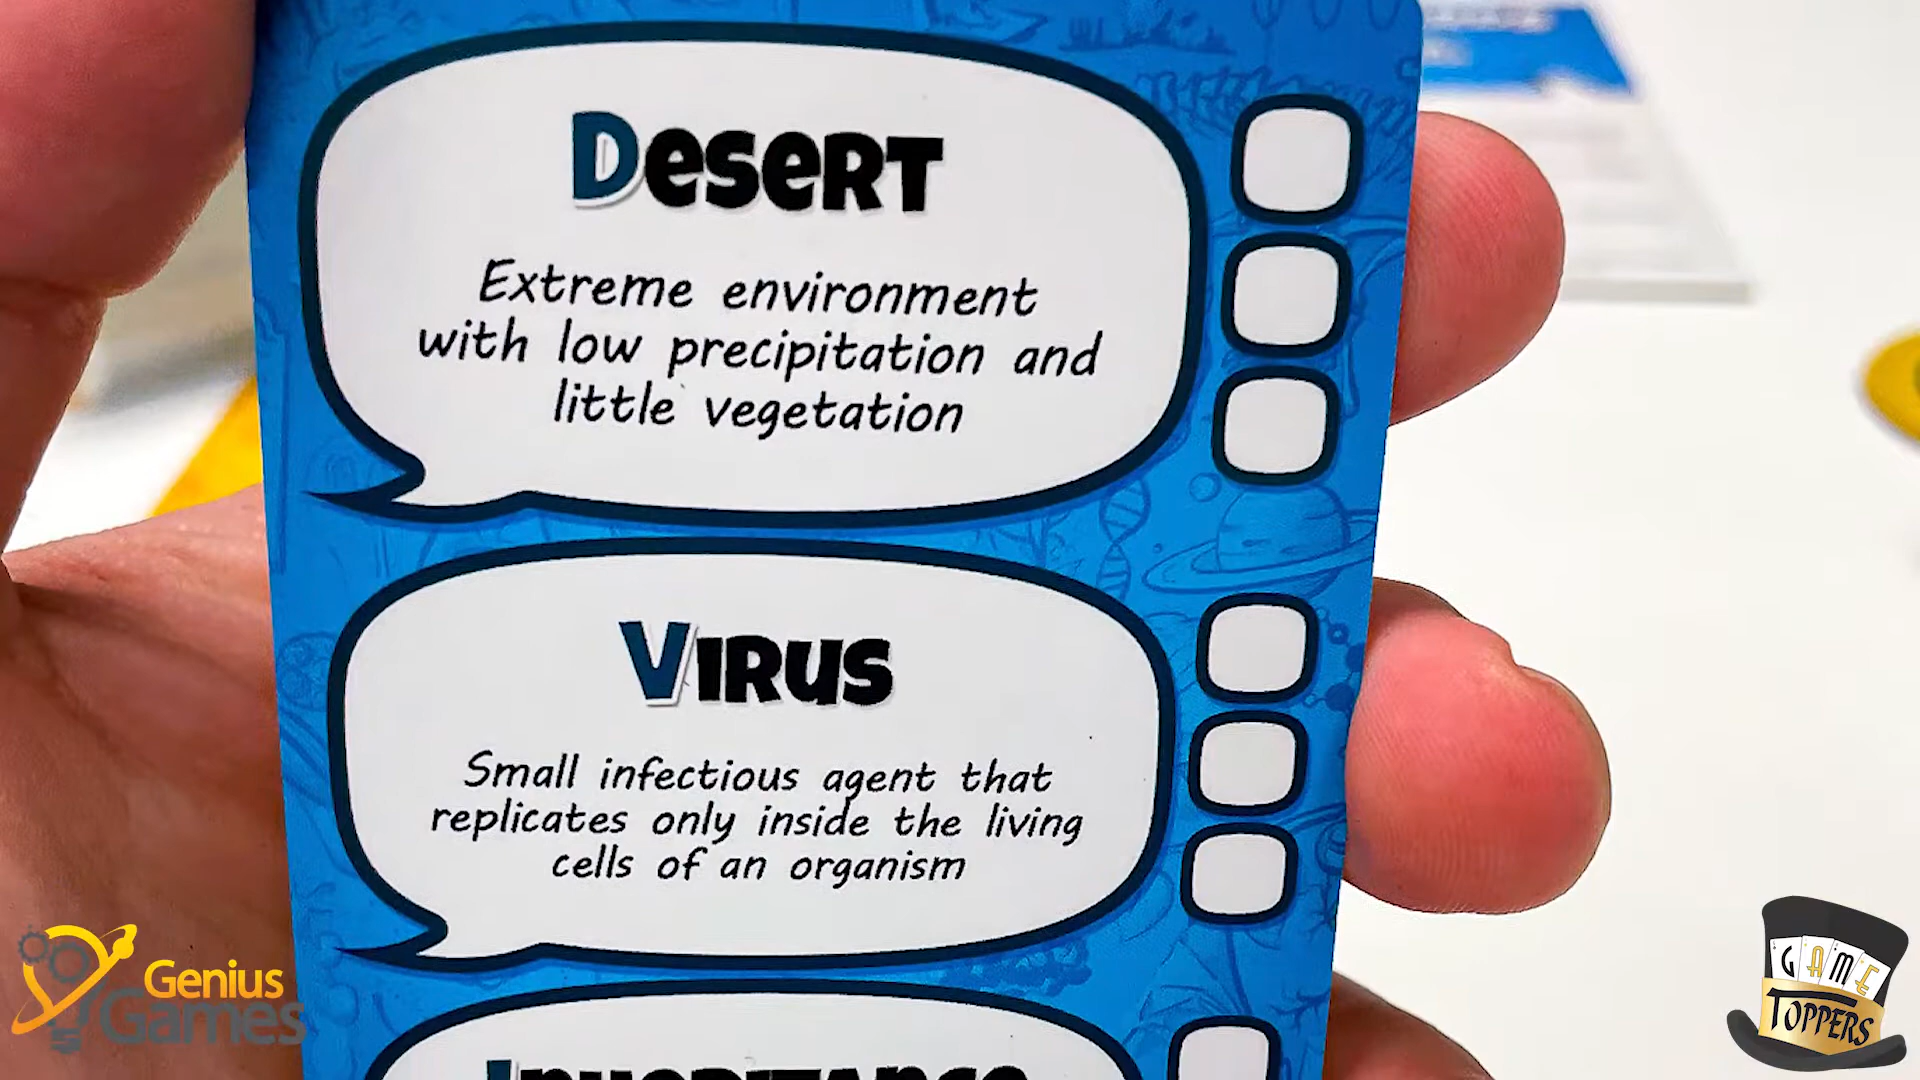 Desert
Extreme environment
with low precipitation and
little vegetation
Virus
Small infectious agent that
replicates only inside the living
cells of an organism
Inheritance
Genius
Games
GAME
TOPPERS